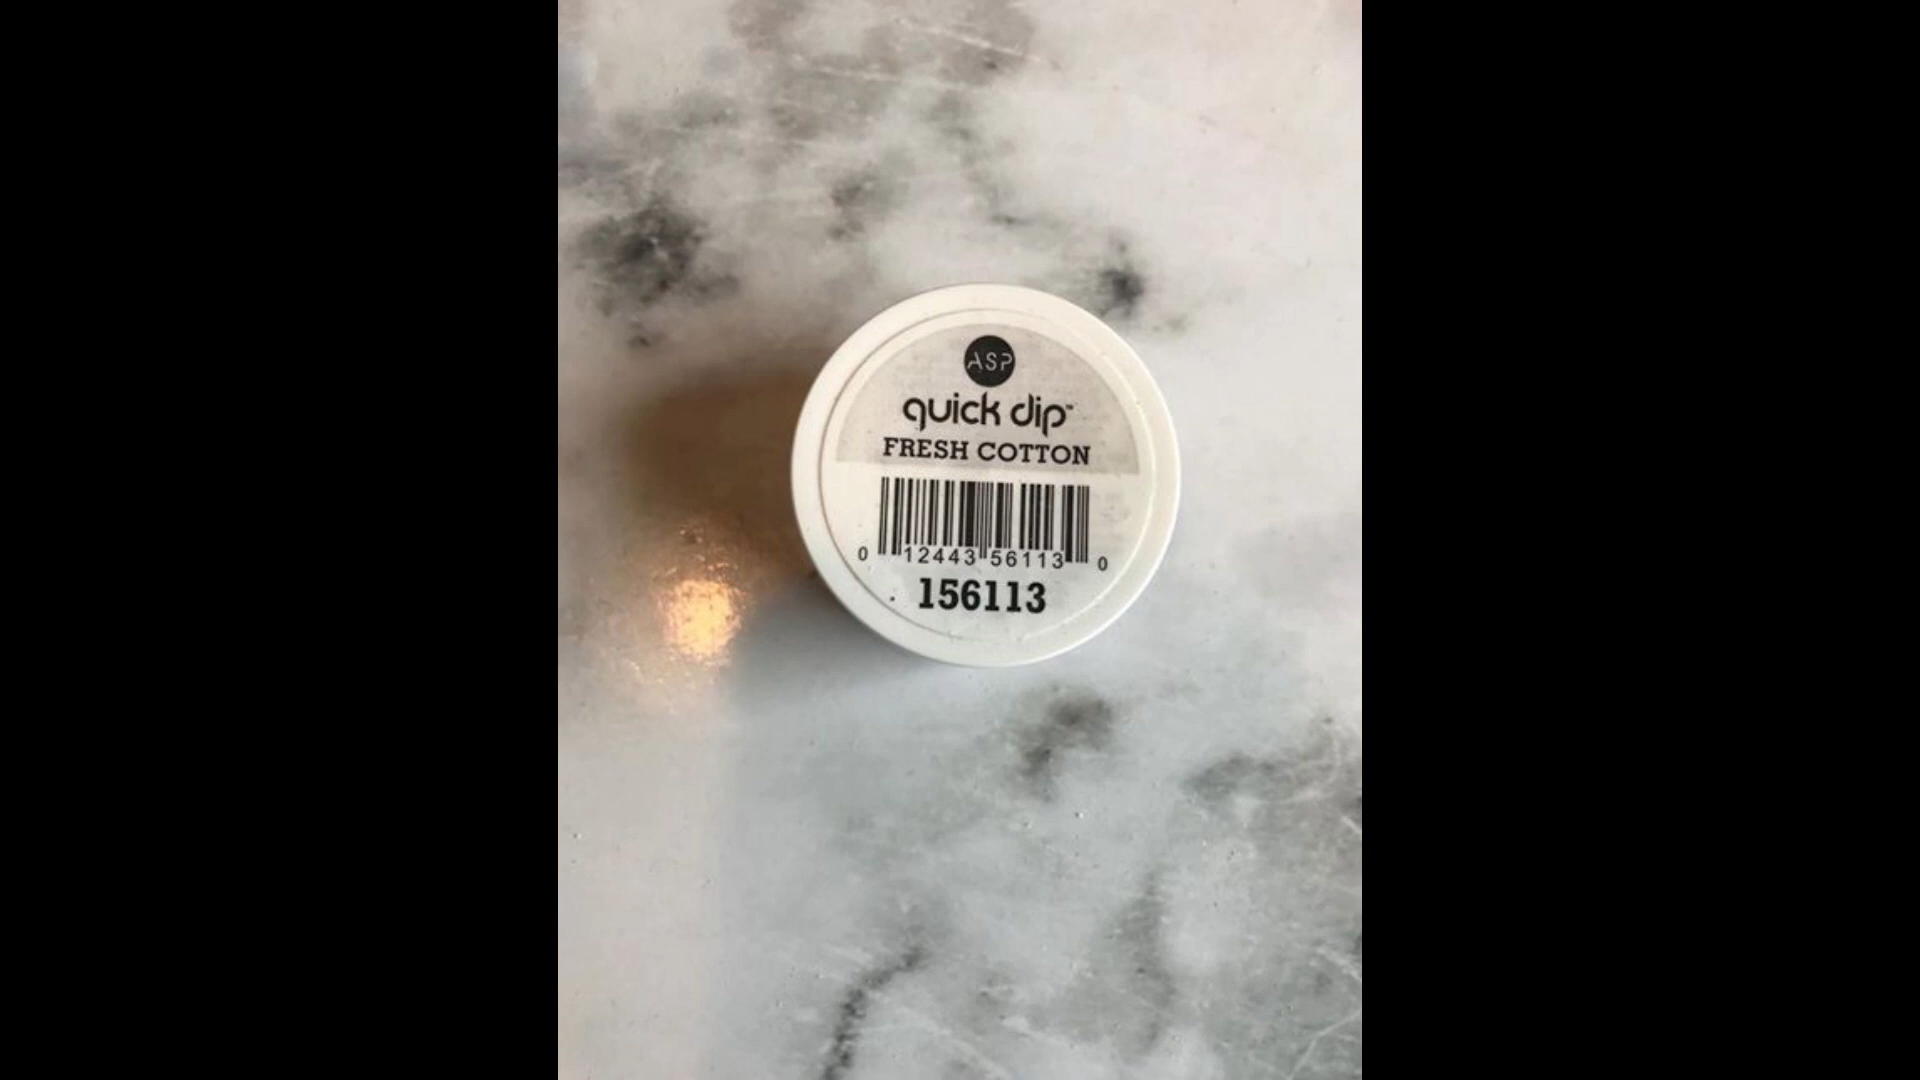 ASP
quick dip™
FRESH COTTON
0 12443 56113 0
156113